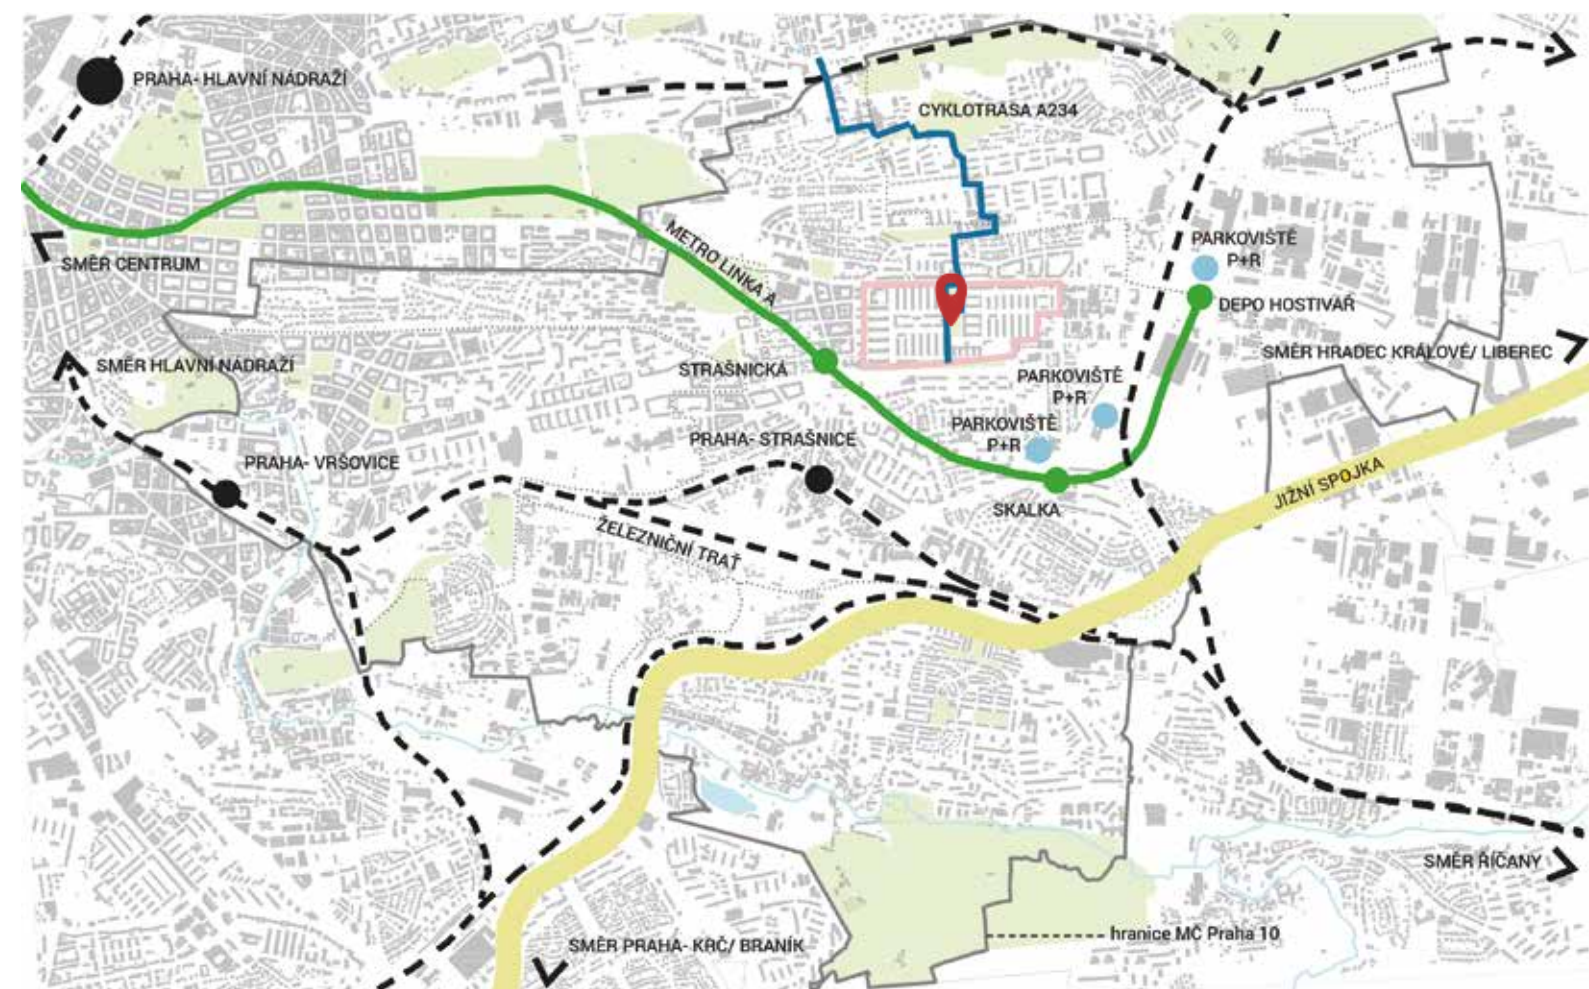 PRAHA- HLAVNÍ NÁDRAŽÍ
CYKLOTRASA A234
METRO LINKA A
SMĚR CENTRUM
PARKOVIŠTĚ
P+R
DEPO HOSTIVAŘ
SMĚR HLAVNÍ NÁDRAŽÍ
STRAŠNICKÁ
SMĚR HRADEC KRÁLOVÉ/ LIBEREC
PARKOVIŠTĚ
P+R
PARKOVIŠTĚ
P+R
PRAHA- STRAŠNICE
PRAHA- VRŠOVICE
JIŽNÍ SPOJKA
SKALKA
ŽELEZNIČNÍ TRAŤ
SMĚR ŘÍČANY
hranice MČ Praha 10
SMĚR PRAHA- KRČ/ BRANÍK